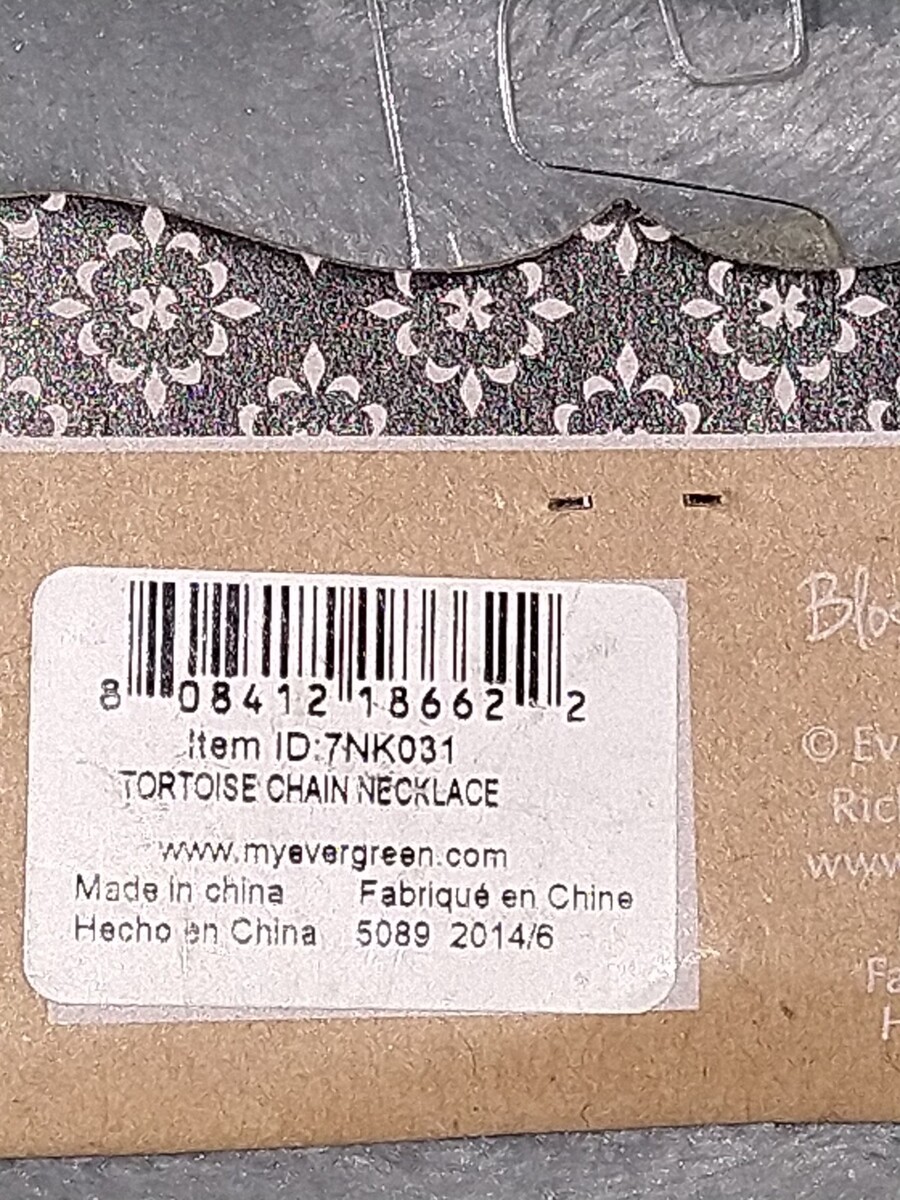 8 08412 18662 2
Item ID:7NK031
TORTOISE CHAIN NECKLACE
www.myevergreen.com
Made in china Fabriqué en Chine
Hecho en China 5089 2014/6
©